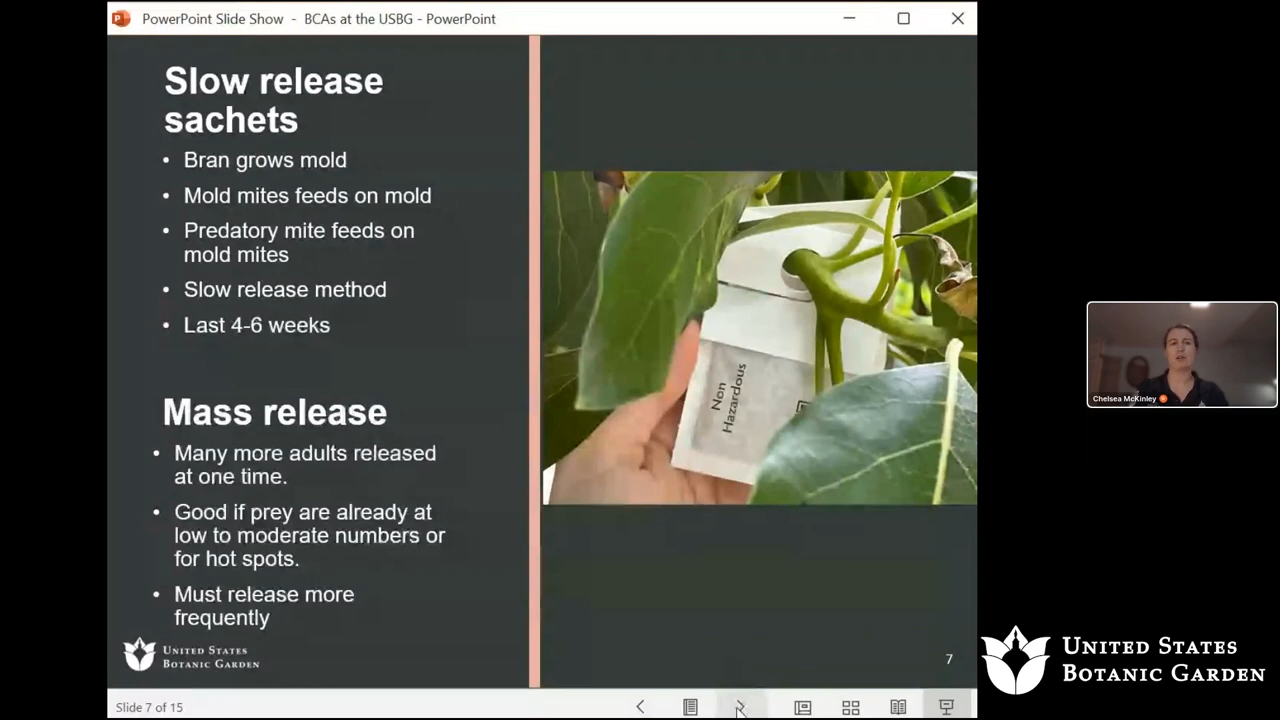 PowerPoint Slide Show - BCAs at the USBG - PowerPoint
Slow release
sachets
• Bran grows mold
• Mold mites feeds on mold
• Predatory mite feeds on
mold mites
• Slow release method
• Last 4-6 weeks
Mass release
• Many more adults released
at one time.
• Good if prey are already at
low to moderate numbers or
for hot spots.
• Must release more
frequently
UNITED STATES
BOTANIC GARDEN
Non
Hazardous
7
Slide 7 of 15
Chelsea McKinley
UNITED STATES
BOTANIC GARDEN